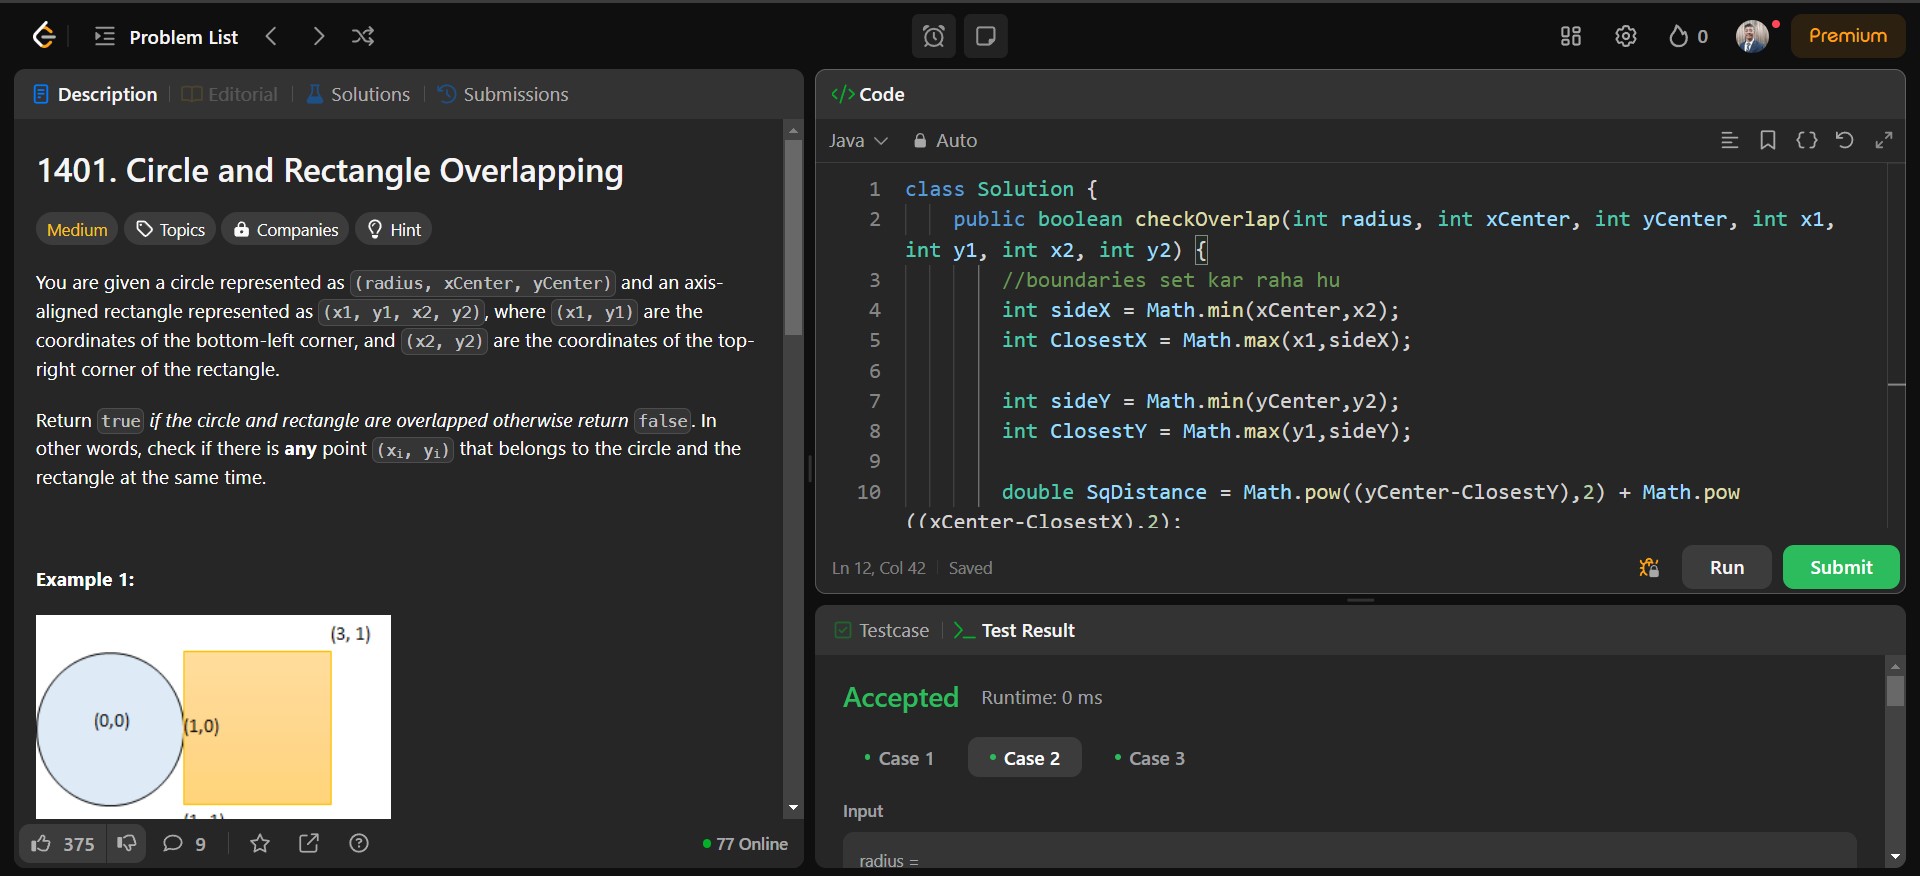 Problem List
0
Premium
Description
Editorial
Solutions
Submissions
1401. Circle and Rectangle Overlapping
Medium
Topics
Companies
Hint
You are given a circle represented as (radius, xCenter, yCenter) and an axis-
aligned rectangle represented as (x1, y1, x2, y2), where (x1, y1) are the
coordinates of the bottom-left corner, and (x2, y2) are the coordinates of the top-
right corner of the rectangle.
Return true if the circle and rectangle are overlapped otherwise return false. In
other words, check if there is any point (xi, yi) that belongs to the circle and the
rectangle at the same time.
Example 1:
(3, 1)
(0,0)
(1,0)
375
9
77 Online
</> Code
Java
Auto
1 class Solution {
2 public boolean checkOverlap(int radius, int xCenter, int yCenter, int x1,
int y1, int x2, int y2) {
3 //boundaries set kar raha hu
4 int sideX = Math.min(xCenter,x2);
5 int ClosestX = Math.max(x1,sideX);
6
7 int sideY = Math.min(yCenter,y2);
8 int ClosestY = Math.max(y1,sideY);
9
10 double SqDistance = Math.pow((yCenter-ClosestY),2) + Math.pow
((xCenter-ClosestX),2);
Ln 12, Col 42
Saved
Run
Submit
Testcase
Test Result
Accepted
Runtime: 0 ms
Case 1
Case 2
Case 3
Input
radius =